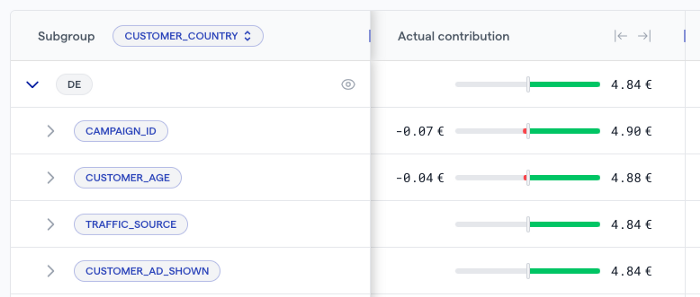 Subgroup CUSTOMER_COUNTRY Actual contribution
DE 4.84 €
CAMPAIGN_ID -0.07 € 4.90 €
CUSTOMER_AGE -0.04 € 4.88 €
TRAFFIC_SOURCE 4.84 €
CUSTOMER_AD_SHOWN 4.84 €